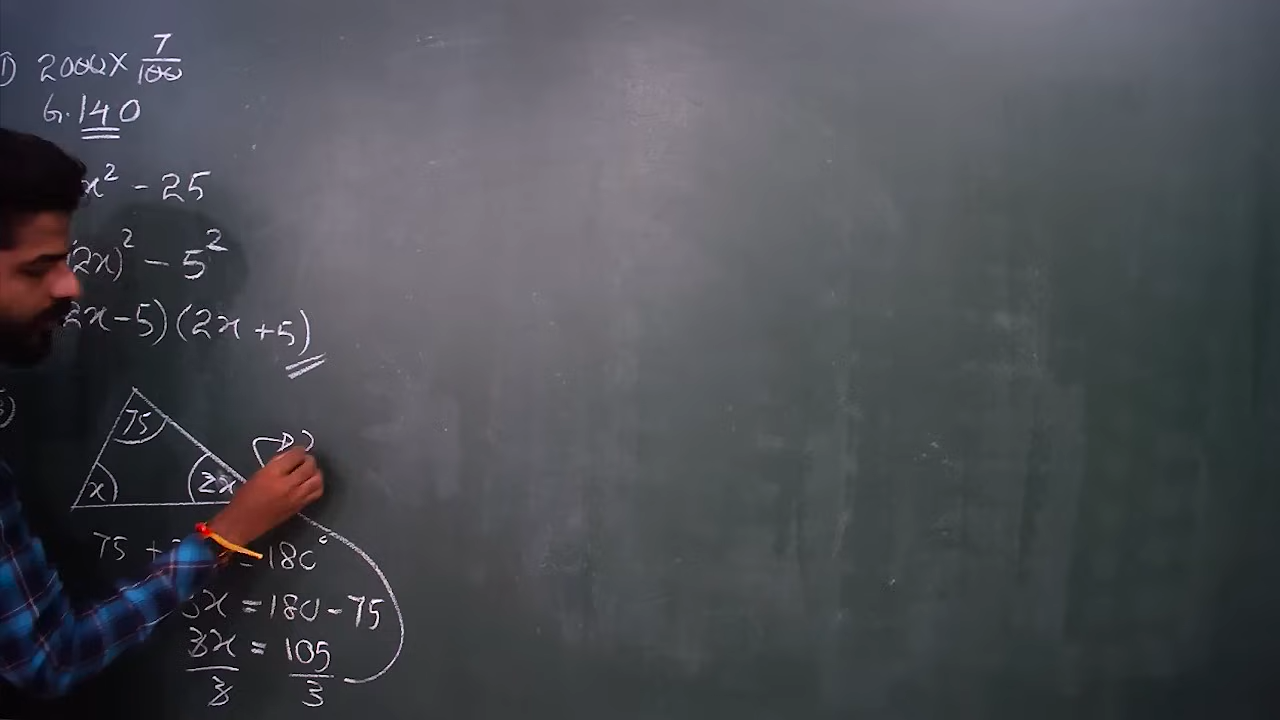 1) 2000 × 7/100
G. 140
x² - 25
(2x)² - 5²
2x - 5) (2x + 5)
75
x 2x
75 + = 180°
3x = 180 - 75
3x/3 = 105/3